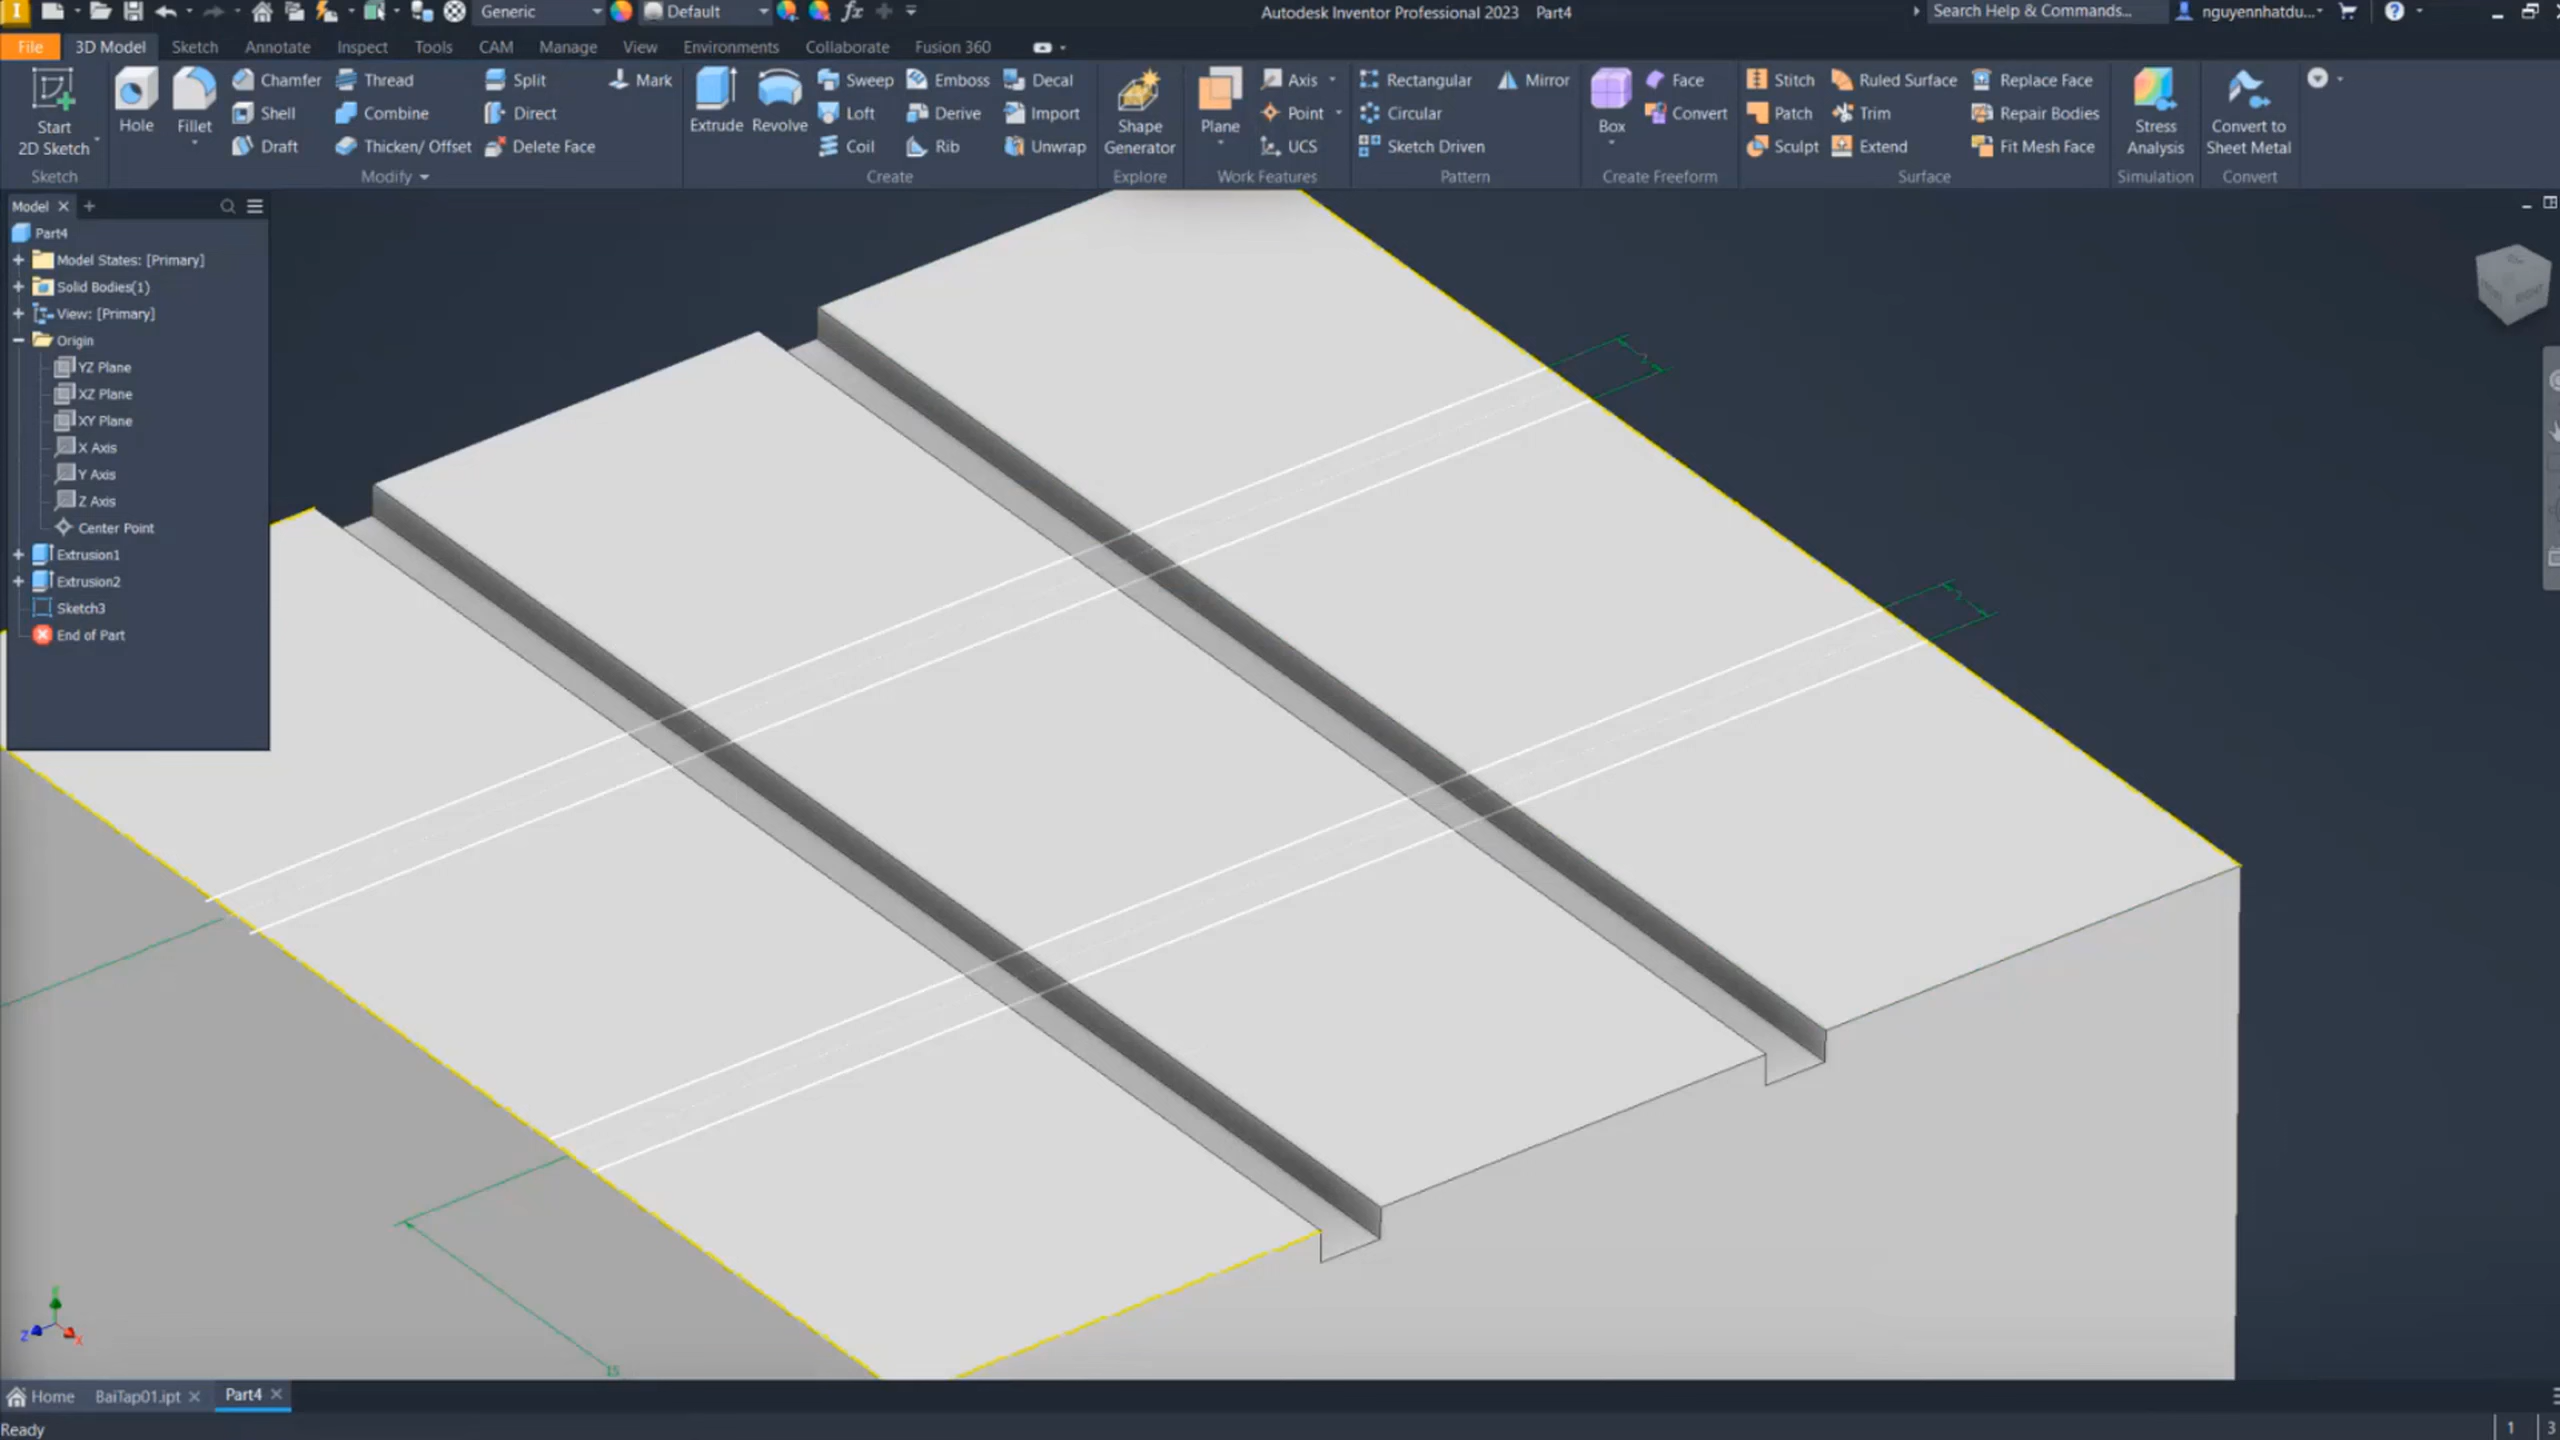 Generic
Default
fx
Autodesk Inventor Professional 2023 Part4
Search Help & Commands...
nguyennhatdu...
File
3D Model
Sketch
Annotate
Inspect
Tools
CAM
Manage
View
Environments
Collaborate
Fusion 360
Start
2D Sketch
Hole
Fillet
Chamfer
Shell
Draft
Thread
Combine
Thicken/ Offset
Split
Direct
Delete Face
Mark
Extrude
Revolve
Sweep
Loft
Coil
Emboss
Derive
Rib
Decal
Import
Unwrap
Shape
Generator
Plane
Axis
Point
UCS
Rectangular
Circular
Sketch Driven
Mirror
Box
Face
Convert
Stitch
Patch
Sculpt
Ruled Surface
Trim
Extend
Replace Face
Repair Bodies
Fit Mesh Face
Stress
Analysis
Convert to
Sheet Metal
Sketch
Modify
Create
Explore
Work Features
Pattern
Create Freeform
Surface
Simulation
Convert
Model
Part4
Model States: [Primary]
Solid Bodies(1)
View: [Primary]
Origin
YZ Plane
XZ Plane
XY Plane
X Axis
Y Axis
Z Axis
Center Point
Extrusion1
Extrusion2
Sketch3
End of Part
RIGHT
15
Z
X
Home
BaiTap01.ipt
Part4
Ready
1
3